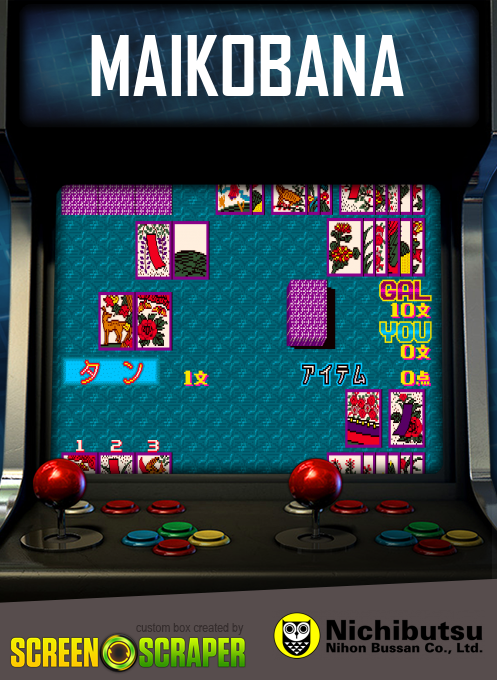 MAIKOBANA
GAL
10文
YOU
0文
タン 1文
アイテム 0点
1 2 3
custom box created by
SCREEN SCRAPER
Nichibutsu
Nihon Bussan Co., Ltd.